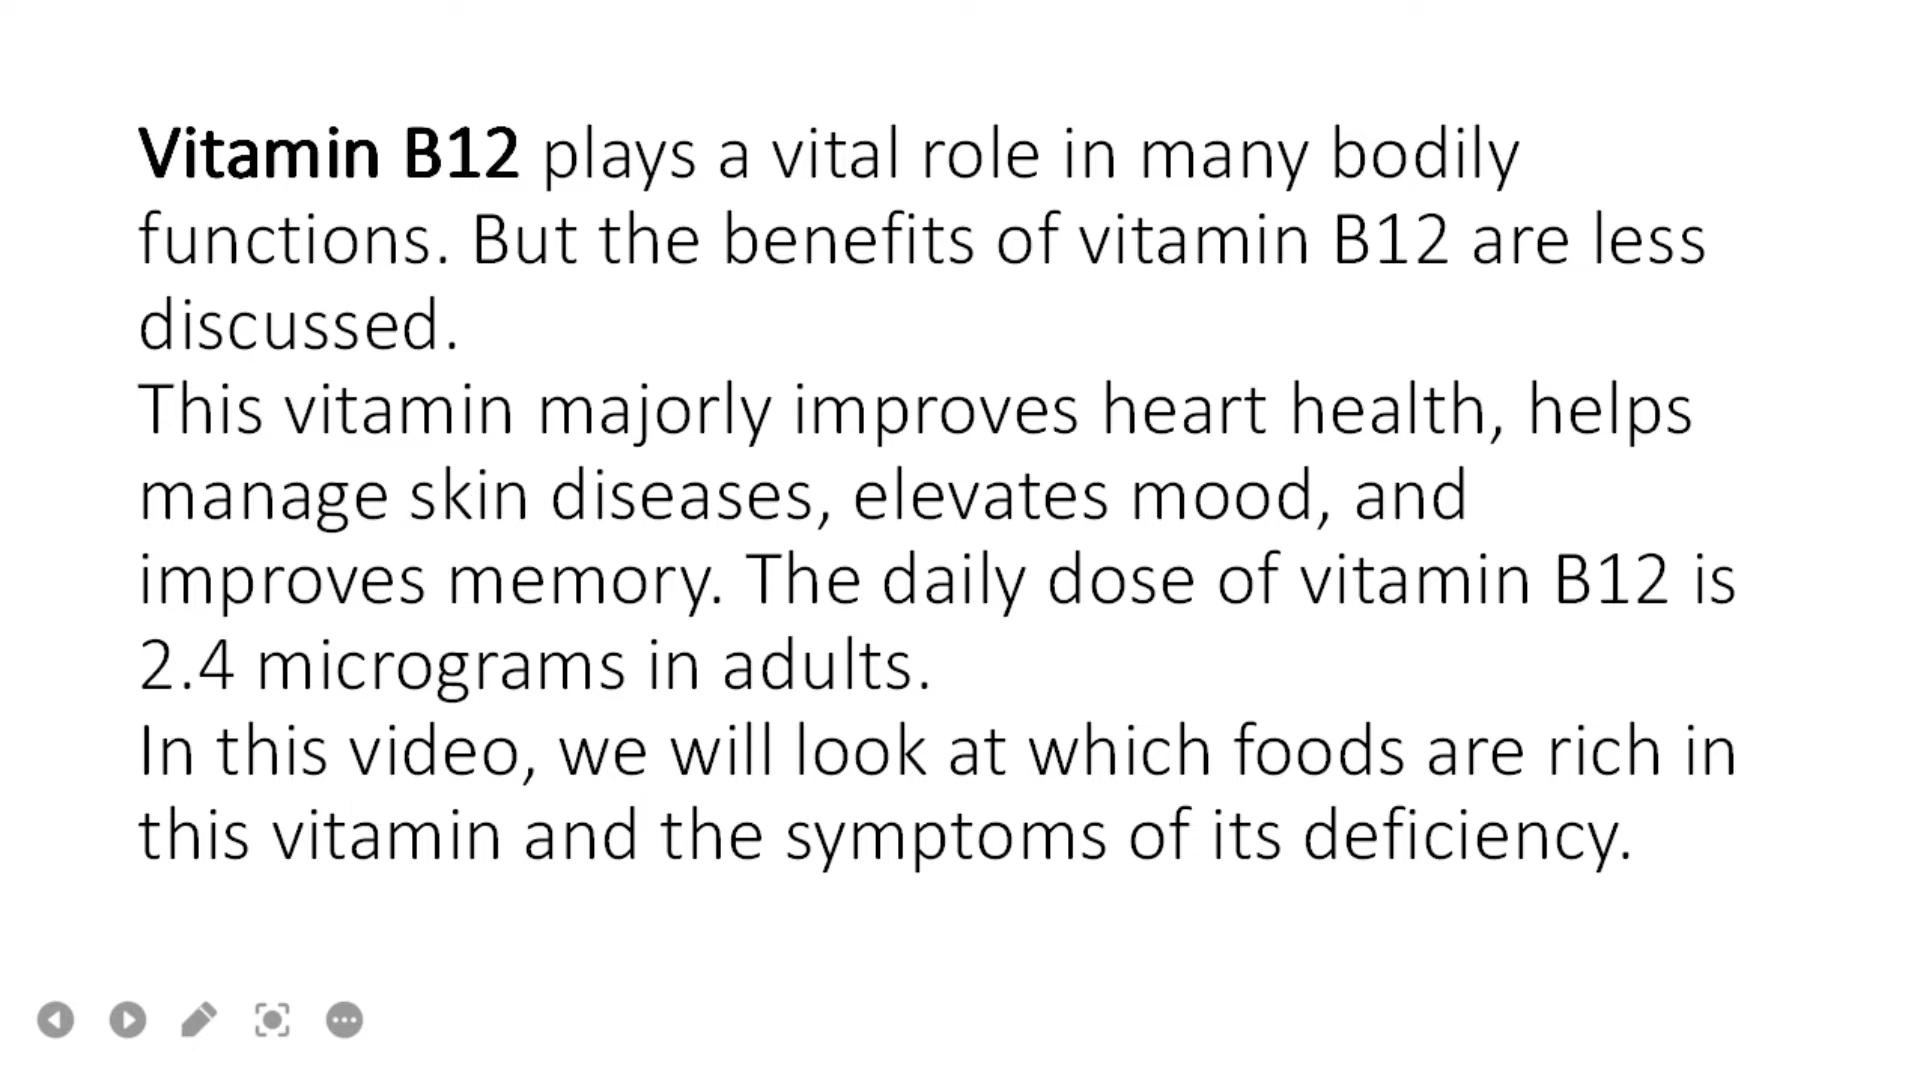 Vitamin B12 plays a vital role in many bodily
functions. But the benefits of vitamin B12 are less
discussed.
This vitamin majorly improves heart health, helps
manage skin diseases, elevates mood, and
improves memory. The daily dose of vitamin B12 is
2.4 micrograms in adults.
In this video, we will look at which foods are rich in
this vitamin and the symptoms of its deficiency.